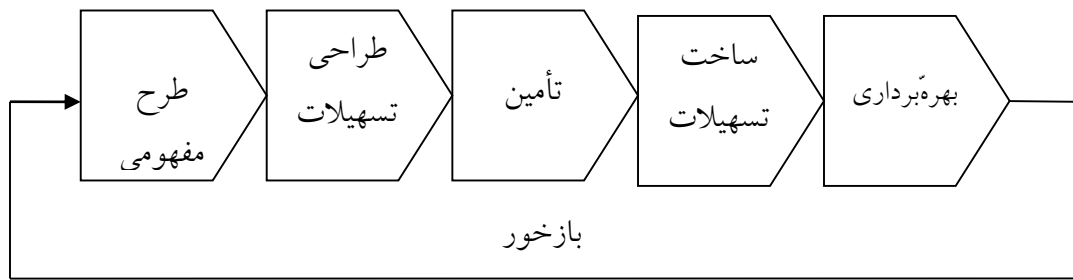 طرح
مفهومی
طراحی
تسهیلات
تأمین
ساخت
تسهیلات
بهره‌ّبرداری
بازخور